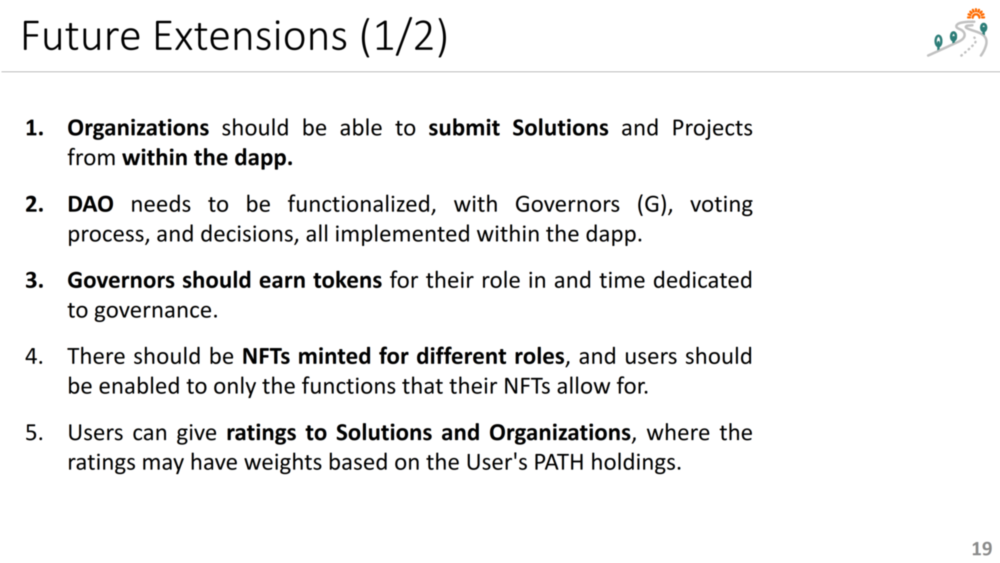 Future Extensions (1/2)
1. Organizations should be able to submit Solutions and Projects
from within the dapp.
2. DAO needs to be functionalized, with Governors (G), voting
process, and decisions, all implemented within the dapp.
3. Governors should earn tokens for their role in and time dedicated
to governance.
4. There should be NFTs minted for different roles, and users should
be enabled to only the functions that their NFTs allow for.
5. Users can give ratings to Solutions and Organizations, where the
ratings may have weights based on the User's PATH holdings.
19